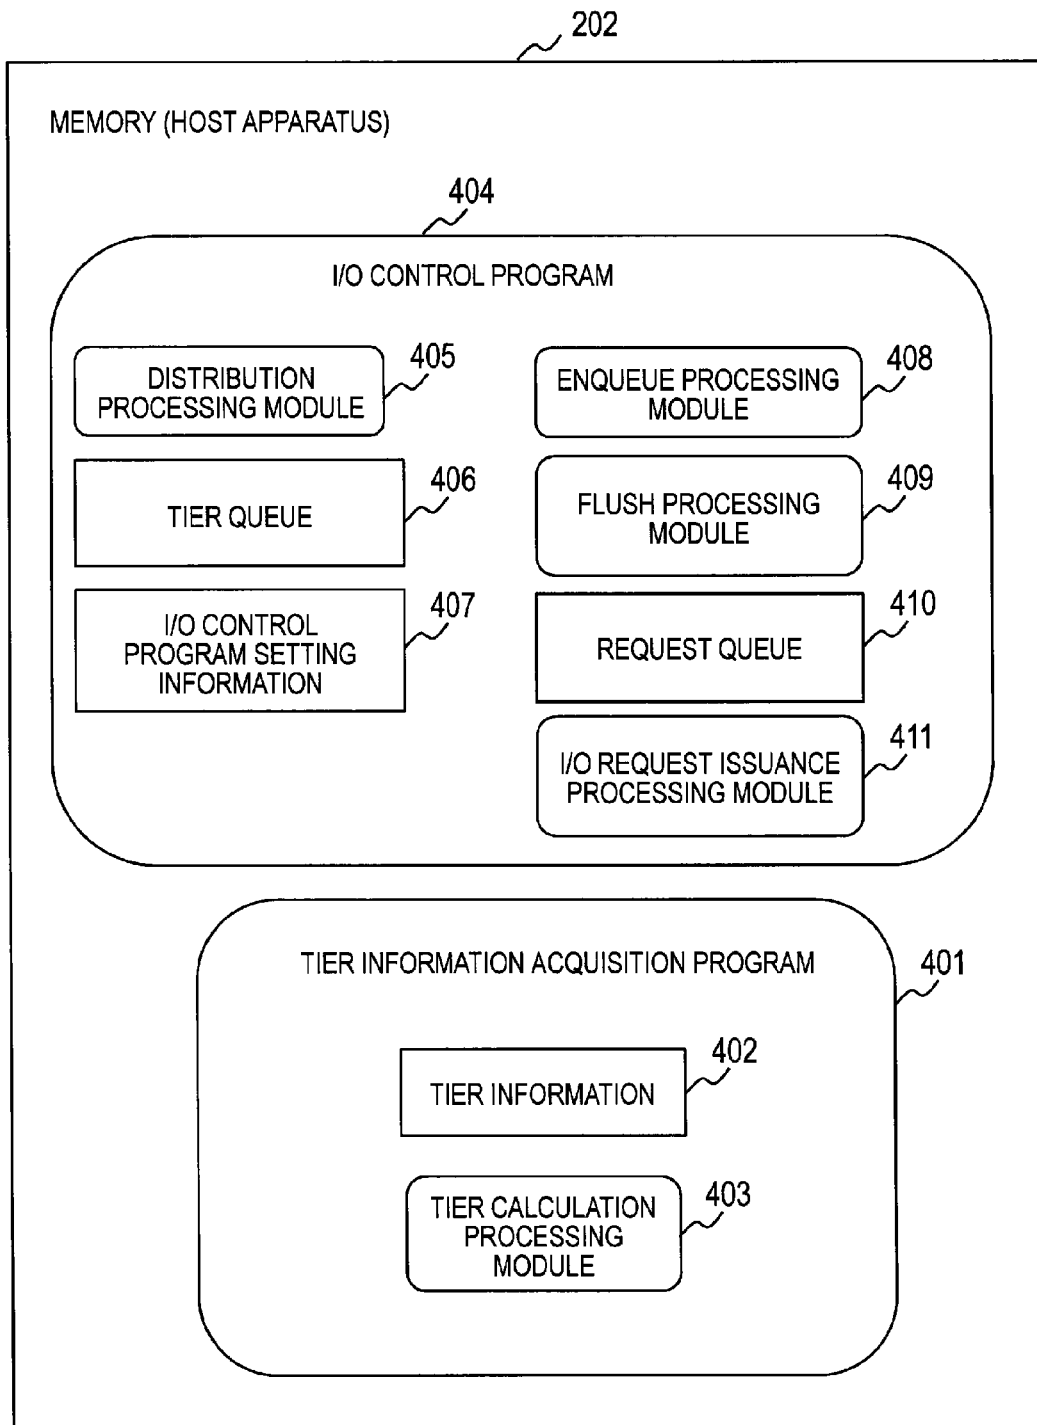 202
MEMORY (HOST APPARATUS)
404
I/O CONTROL PROGRAM
405
DISTRIBUTION
PROCESSING MODULE
406
TIER QUEUE
407
I/O CONTROL
PROGRAM SETTING
INFORMATION
408
ENQUEUE PROCESSING
MODULE
409
FLUSH PROCESSING
MODULE
410
REQUEST QUEUE
411
I/O REQUEST ISSUANCE
PROCESSING MODULE
TIER INFORMATION ACQUISITION PROGRAM
401
402
TIER INFORMATION
403
TIER CALCULATION
PROCESSING
MODULE